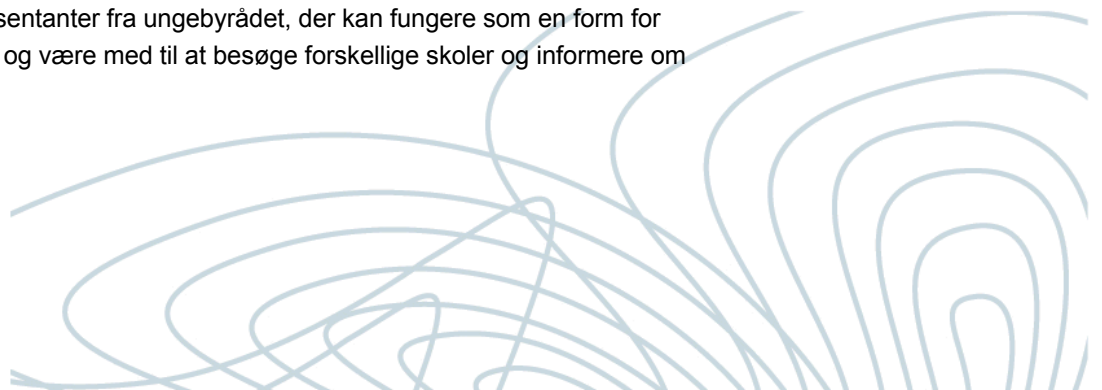 sentanter fra ungebyrådet, der kan fungere som en form for
og være med til at besøge forskellige skoler og informere om